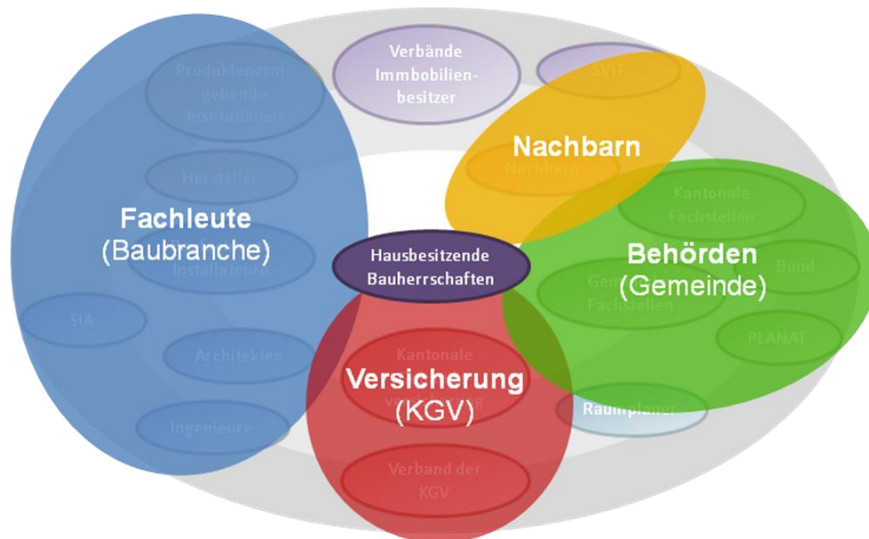 Produktenorm
gebende
Institutionen
Verbände
Immbobilien-
besitzer
SVIT
Nachbarn
Nachbarn
Hersteller
Kantonale
Fachstellen
Fachleute
(Baubranche)
Installateure
Hausbesitzende
Bauherrschaften
Behörden
(Gemeinde)
Bund
Fachstellen
SIA
PLANAT
Architekten
Kantonale
Versicherung
(KGV)
Raumplaner
Ingenieure
Verband der
KGV